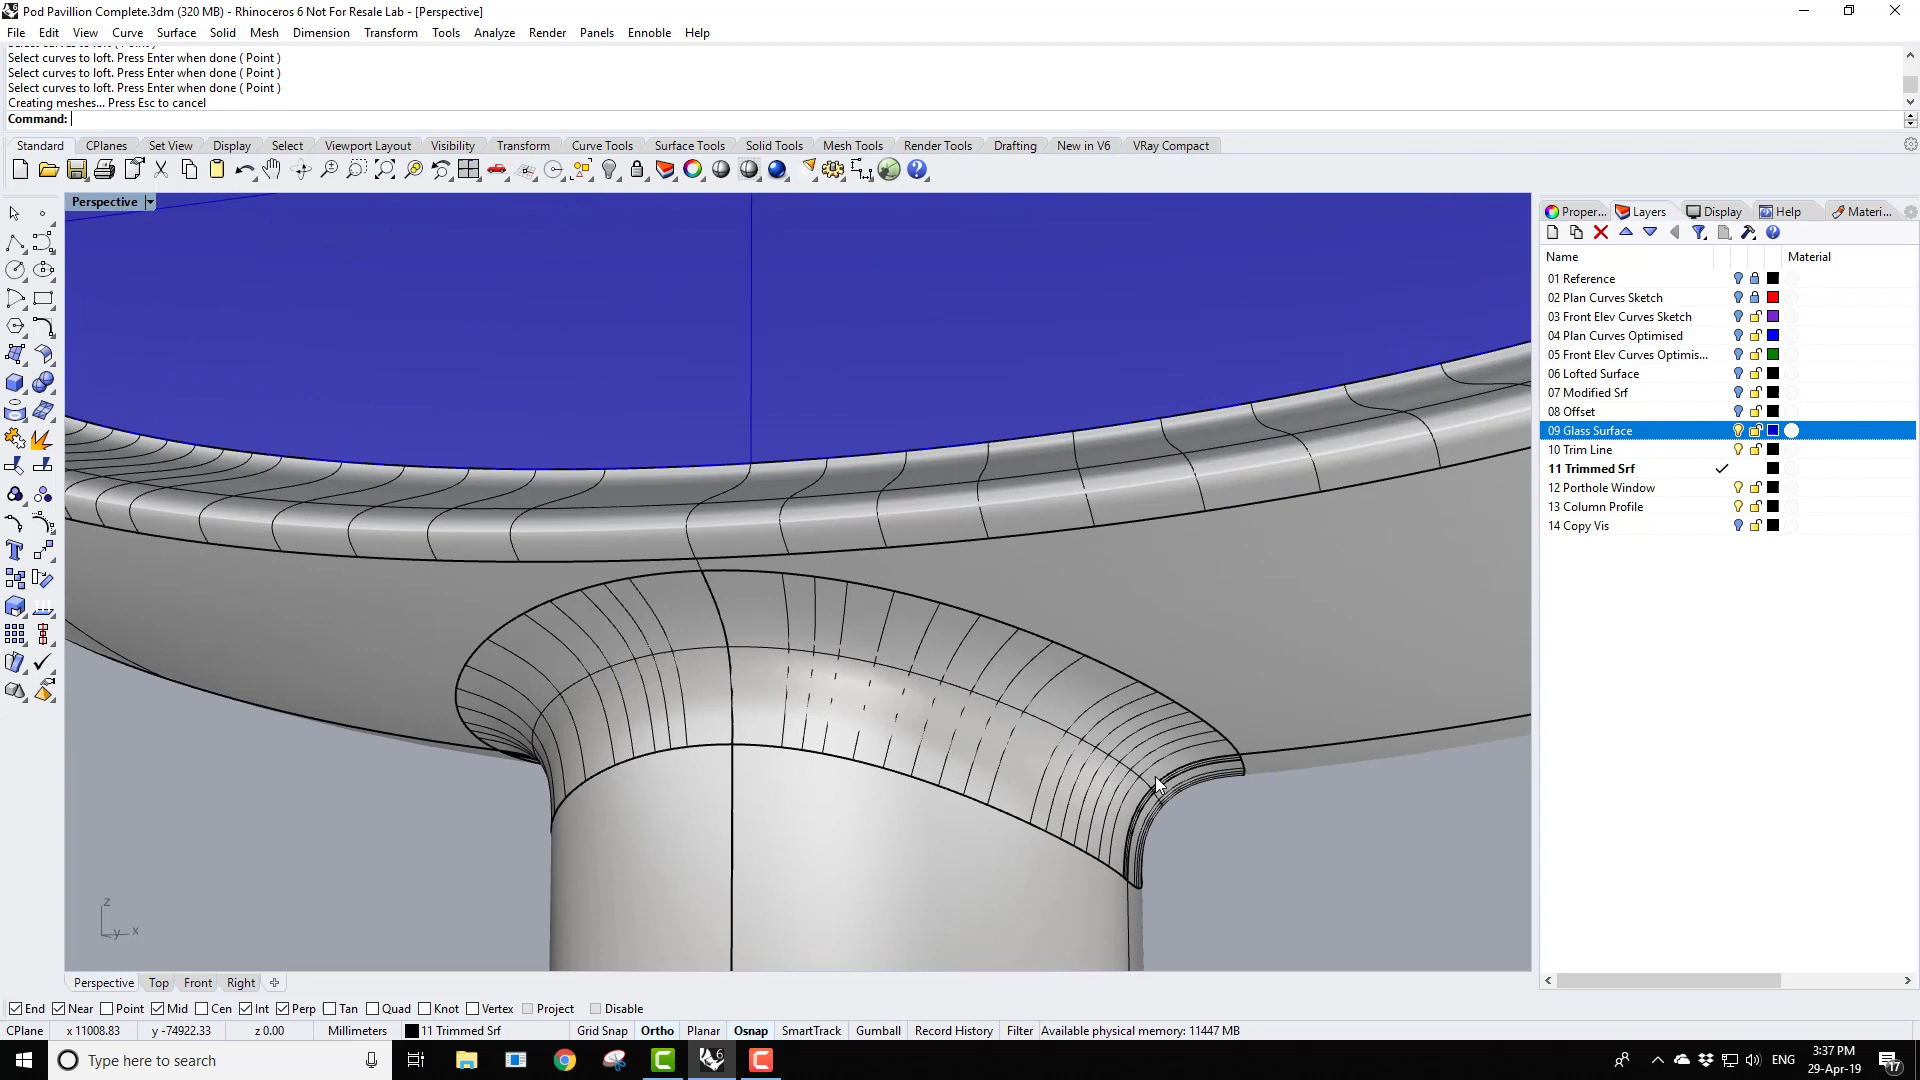 Pod Pavillion Complete.3dm (320 MB) - Rhinoceros 6 Not For Resale Lab - [Perspective]
File Edit View Curve Surface Solid Mesh Dimension Transform Tools Analyze Render Panels Ennoble Help
Select curves to loft. Press Enter when done ( Point )
Select curves to loft. Press Enter when done ( Point )
Select curves to loft. Press Enter when done ( Point )
Creating meshes... Press Esc to cancel
Command:
Standard CPlanes Set View Display Select Viewport Layout Visibility Transform Curve Tools Surface Tools Solid Tools Mesh Tools Render Tools Drafting New in V6 VRay Compact
Perspective
Proper... Layers Display Help Materi...
Name Material
01 Reference
02 Plan Curves Sketch
03 Front Elev Curves Sketch
04 Plan Curves Optimised
05 Front Elev Curves Optimis...
06 Lofted Surface
07 Modified Srf
08 Offset
09 Glass Surface
10 Trim Line
11 Trimmed Srf
12 Porthole Window
13 Column Profile
14 Copy Vis
z
y x
Perspective Top Front Right
End Near Point Mid Cen Int Perp Tan Quad Knot Vertex Project Disable
CPlane x 11008.83 y -74922.33 z 0.00 Millimeters 11 Trimmed Srf Grid Snap Ortho Planar Osnap SmartTrack Gumball Record History Filter Available physical memory: 11447 MB
Type here to search
6
ENG
3:37 PM
29-Apr-19
17